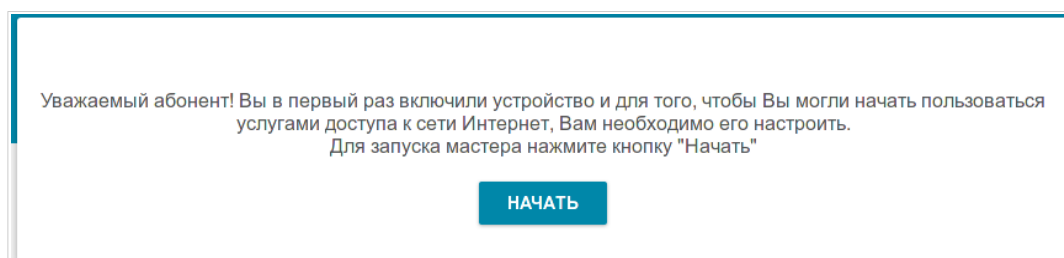 Уважаемый абонент! Вы в первый раз включили устройство и для того, чтобы Вы могли начать пользоваться
услугами доступа к сети Интернет, Вам необходимо его настроить.
Для запуска мастера нажмите кнопку "Начать"
НАЧАТЬ